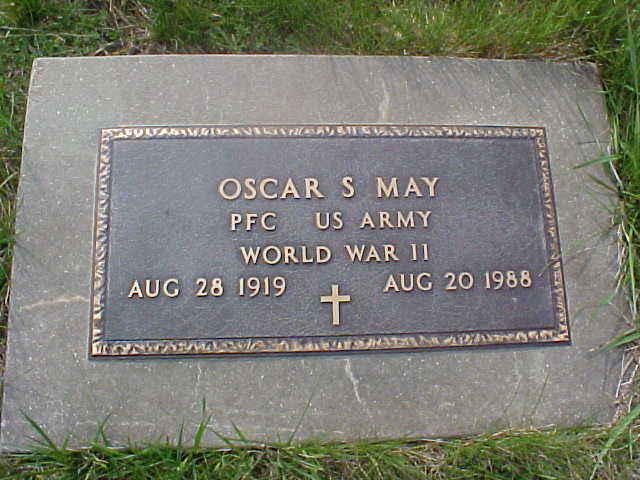 OSCAR S MAY
PFC US ARMY
WORLD WAR II
AUG 28 1919 AUG 20 1988